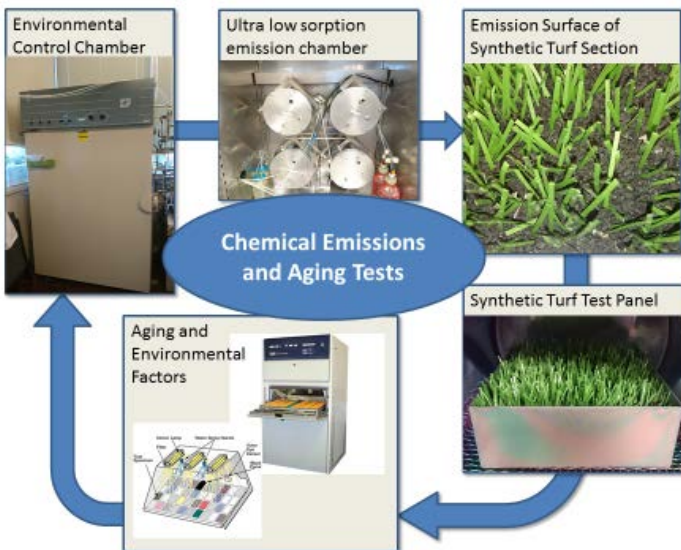 Environmental
Control Chamber
Ultra low sorption
emission chamber
Emission Surface of
Synthetic Turf Section
Chemical Emissions
and Aging Tests
Synthetic Turf Test Panel
Aging and
Environmental
Factors